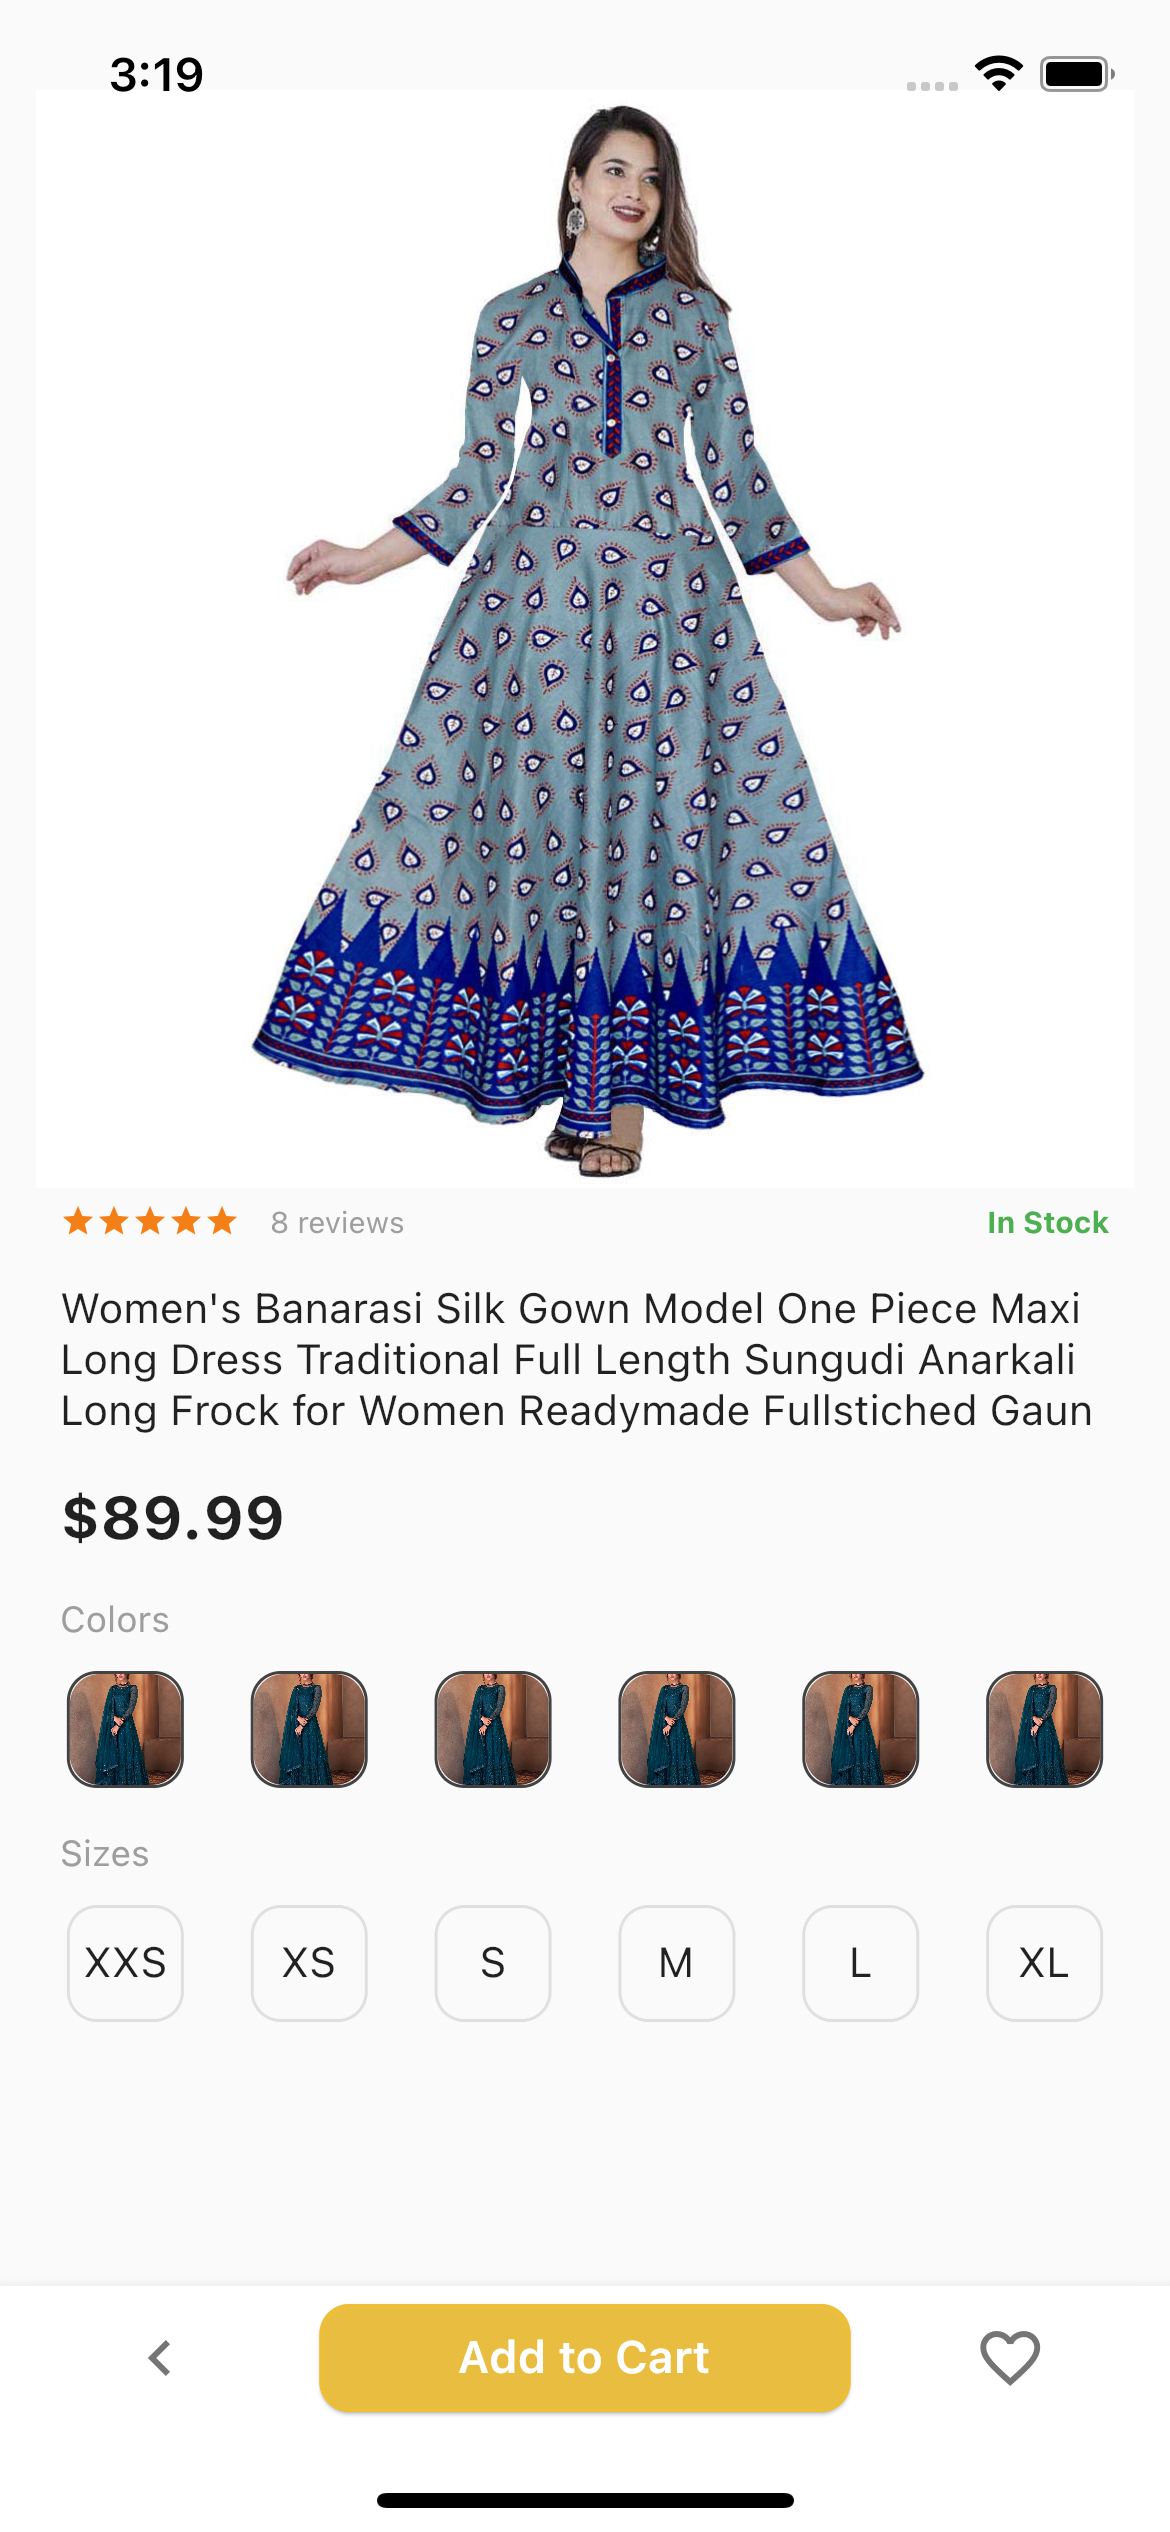 3:19
8 reviews
In Stock
Women's Banarasi Silk Gown Model One Piece Maxi
Long Dress Traditional Full Length Sungudi Anarkali
Long Frock for Women Readymade Fullstiched Gaun
$89.99
Colors
Sizes
XXS
XS
S
M
L
XL
Add to Cart